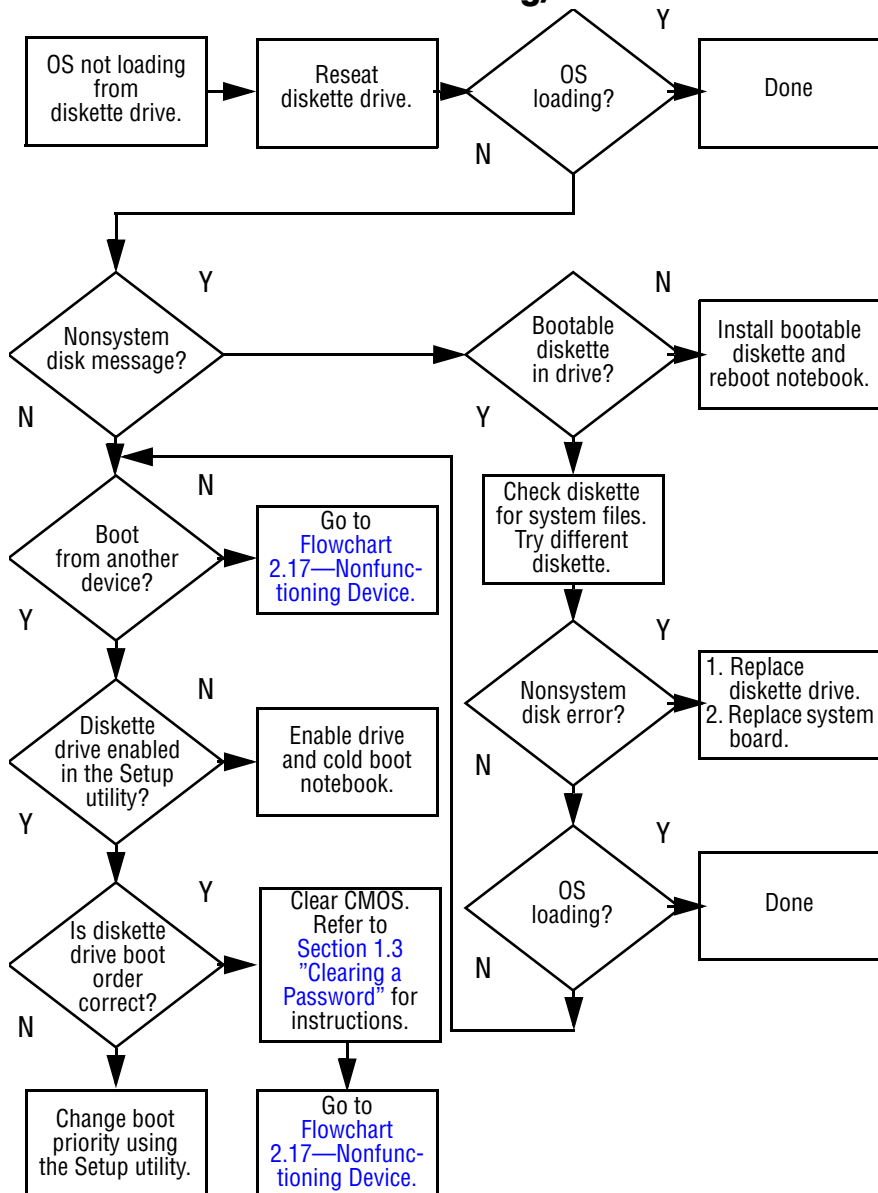 OS not loading
from
diskette drive.
Reseat
diskette drive.
OS
loading?
Y
Done
N
Nonsystem
disk message?
Y
Bootable
diskette
in drive?
N
Install bootable
diskette and
reboot notebook.
N
Y
Check diskette
for system files.
Try different
diskette.
Boot
from another
device?
N
Go to
Flowchart
2.17—Nonfunc-
tioning Device.
Y
Nonsystem
disk error?
Y
1. Replace
diskette drive.
2. Replace system
board.
N
Diskette
drive enabled
in the Setup
utility?
N
Enable drive
and cold boot
notebook.
Y
OS
loading?
Y
Done
N
Is diskette
drive boot
order
correct?
Y
Clear CMOS.
Refer to
Section 1.3
”Clearing a
Password” for
instructions.
N
Change boot
priority using
the Setup utility.
Go to
Flowchart
2.17—Nonfunc-
tioning Device.